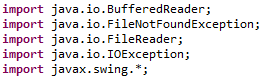 import java.io.BufferedReader;
import java.io.FileNotFoundException;
import java.io.FileReader;
import java.io.IOException;
import javax.swing.*;